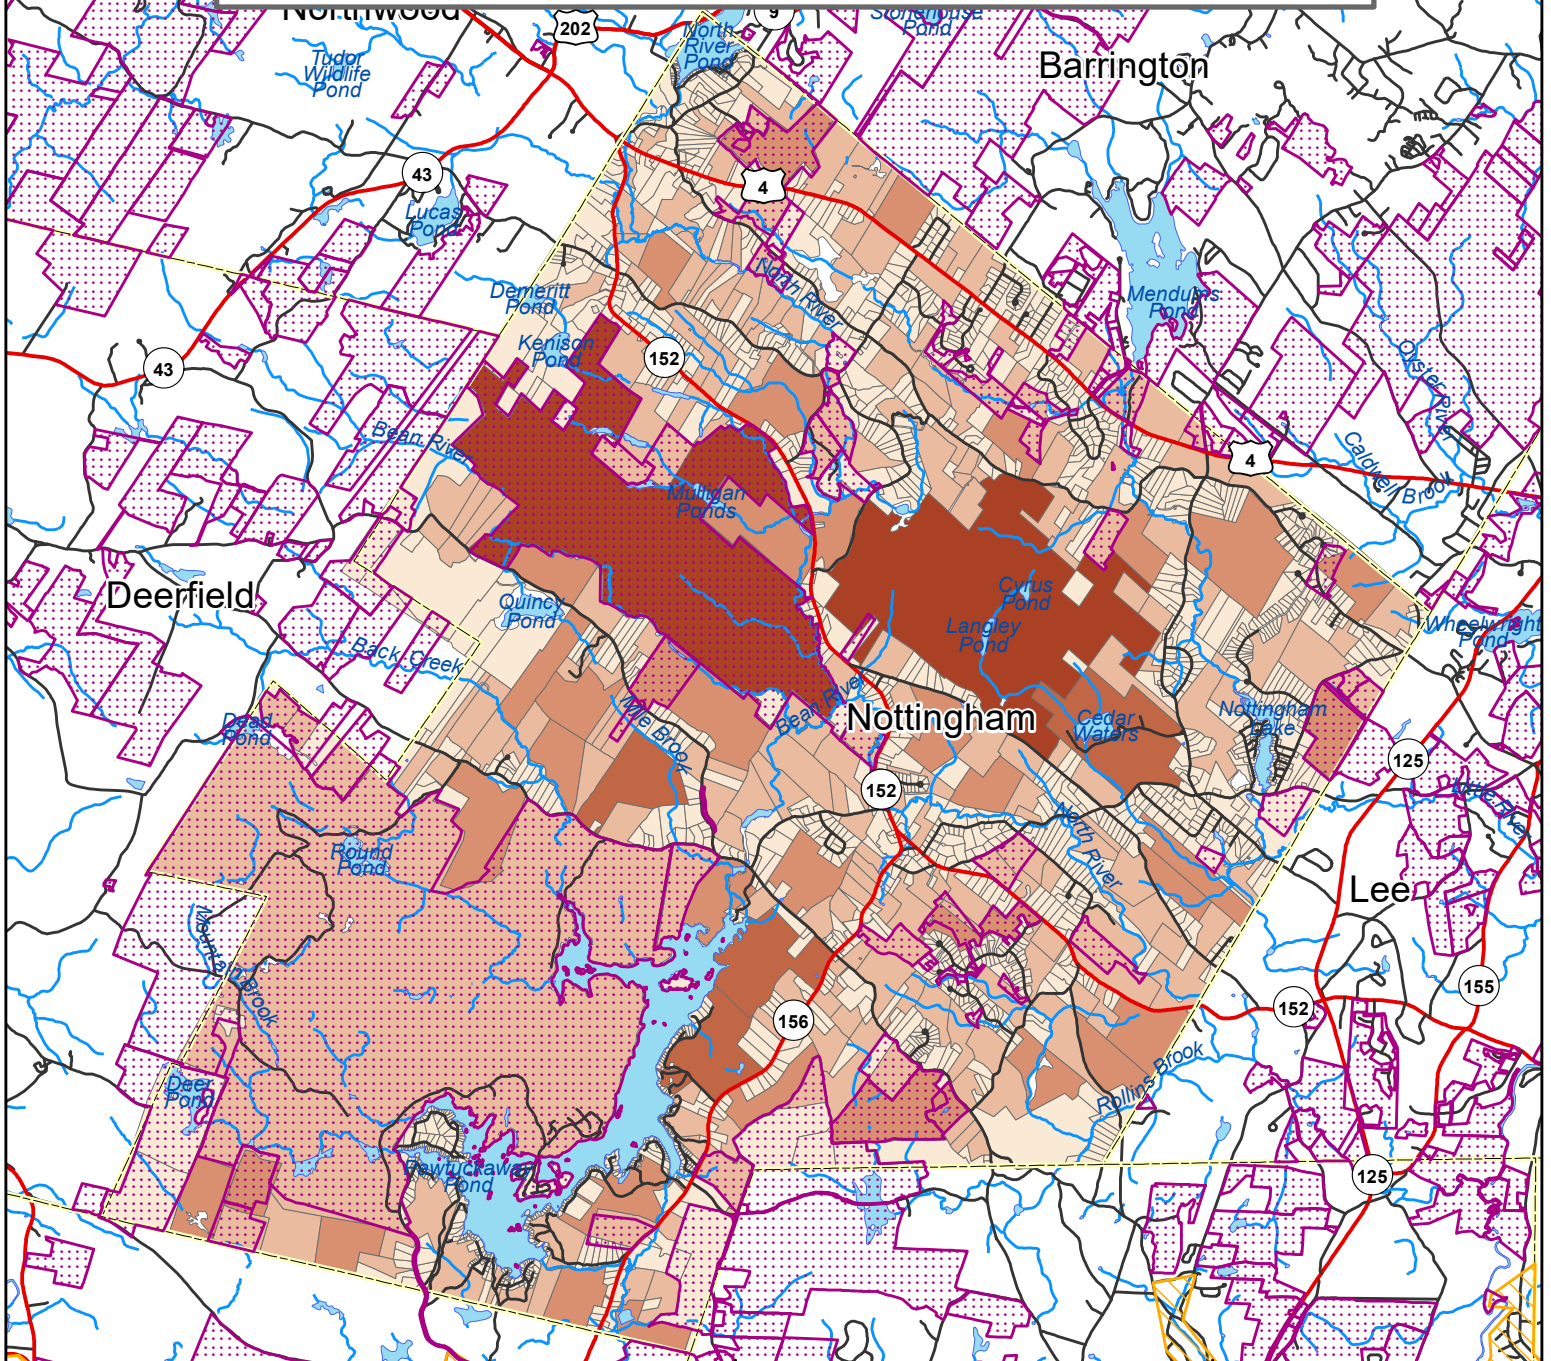 Northwood
202
9
Stonehouse
Pond
North
River
Pond
Barrington
Tudor
Wildlife
Pond
43
4
Lucas
Pond
North River
Demeritt
Pond
Mendums
Pond
Kenison
Pond
152
43
Oyster River
Bean River
4
Caldwell Brook
Mulligan
Ponds
Deerfield
Cyrus
Pond
Quincy
Pond
Langley
Pond
Wheelwright
Pond
Back Creek
Bean River
Mile Brook
Nottingham
Nottingham
Lake
Dead
Pond
Cedar
Waters
125
152
Little River
North River
Round
Pond
Lee
Mountain Brook
155
152
156
Rollins Brook
Deer
Pond
Pawtuckaway
Pond
125